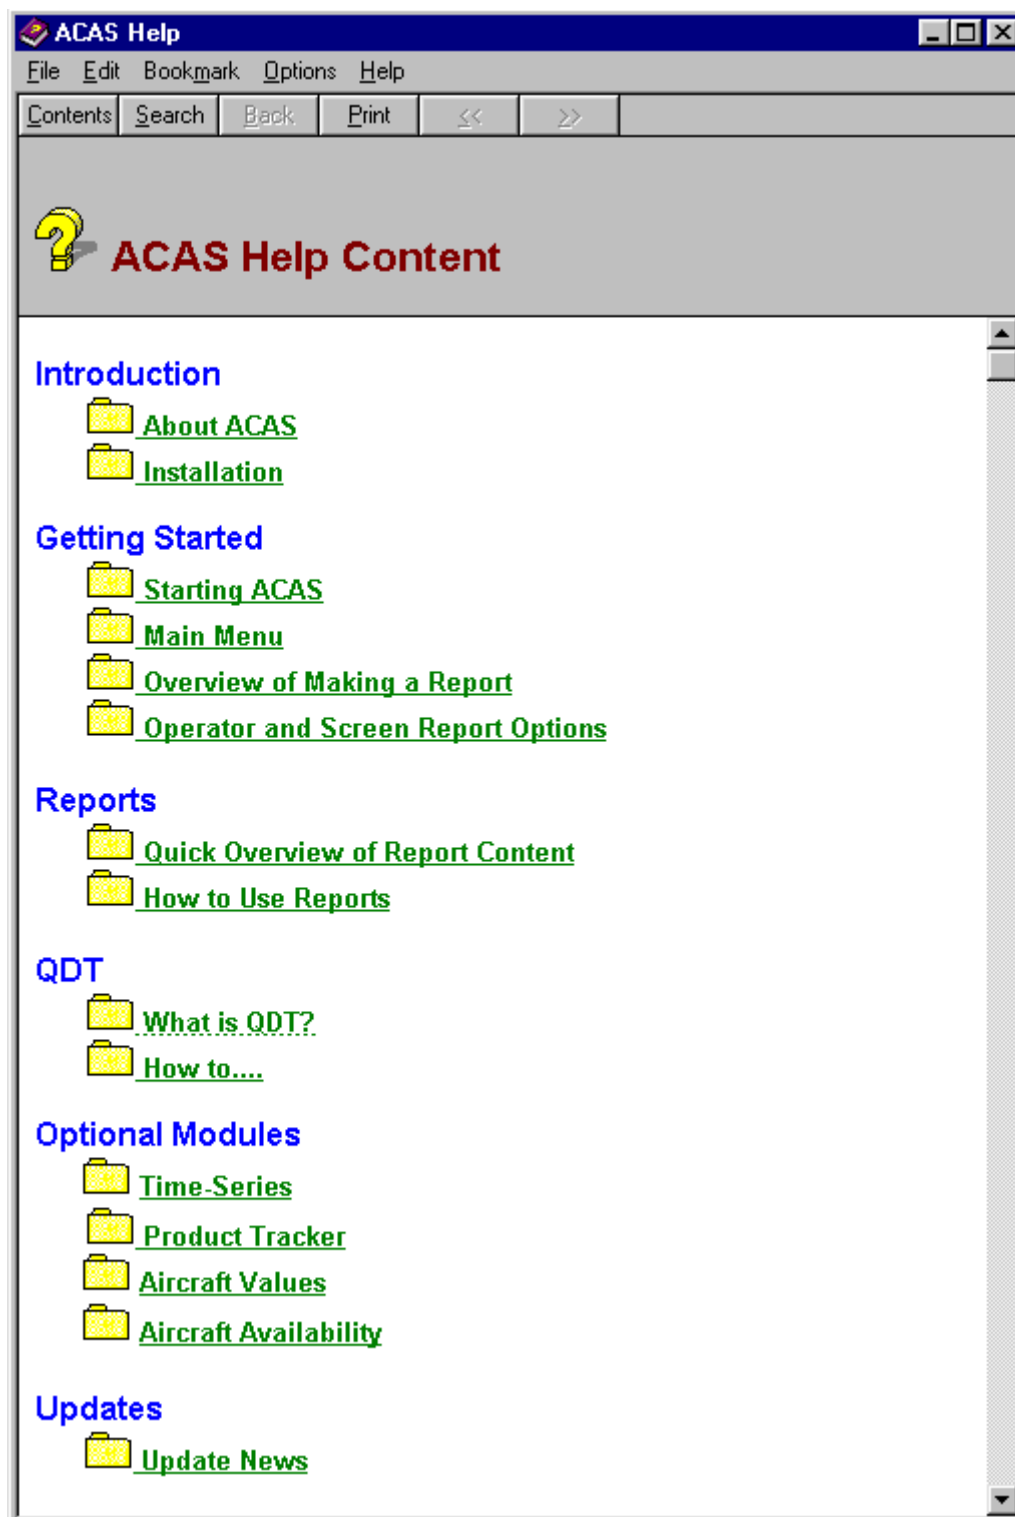 ACAS Help
File Edit Bookmark Options Help
Contents Search Back Print << >>
ACAS Help Content
Introduction
About ACAS
Installation
Getting Started
Starting ACAS
Main Menu
Overview of Making a Report
Operator and Screen Report Options
Reports
Quick Overview of Report Content
How to Use Reports
QDT
What is QDT?
How to....
Optional Modules
Time-Series
Product Tracker
Aircraft Values
Aircraft Availability
Updates
Update News